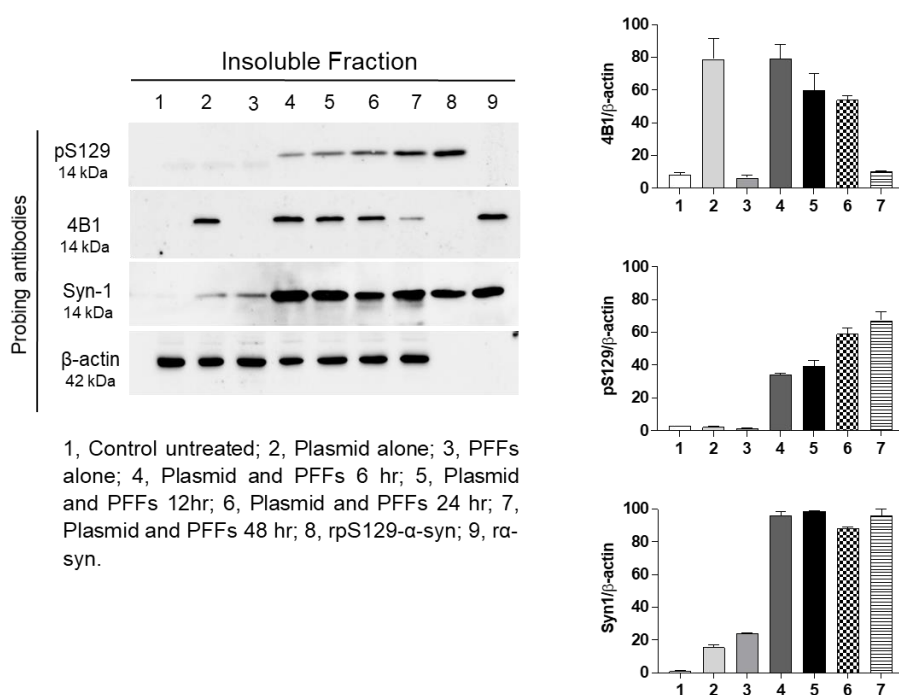 Insoluble Fraction
1 2 3 4 5 6 7 8 9
Probing antibodies
pS129
14 kDa
4B1
14 kDa
Syn-1
14 kDa
β-actin
42 kDa
1, Control untreated; 2, Plasmid alone; 3, PFFs
alone; 4, Plasmid and PFFs 6 hr; 5, Plasmid
and PFFs 12hr; 6, Plasmid and PFFs 24 hr; 7,
Plasmid and PFFs 48 hr; 8, rpS129-α-syn; 9, rα-
syn.
4B1/β-actin
100
80
60
40
20
0
1 2 3 4 5 6 7
pS129/β-actin
100
80
60
40
20
0
1 2 3 4 5 6 7
Syn1/β-actin
100
80
60
40
20
0
1 2 3 4 5 6 7